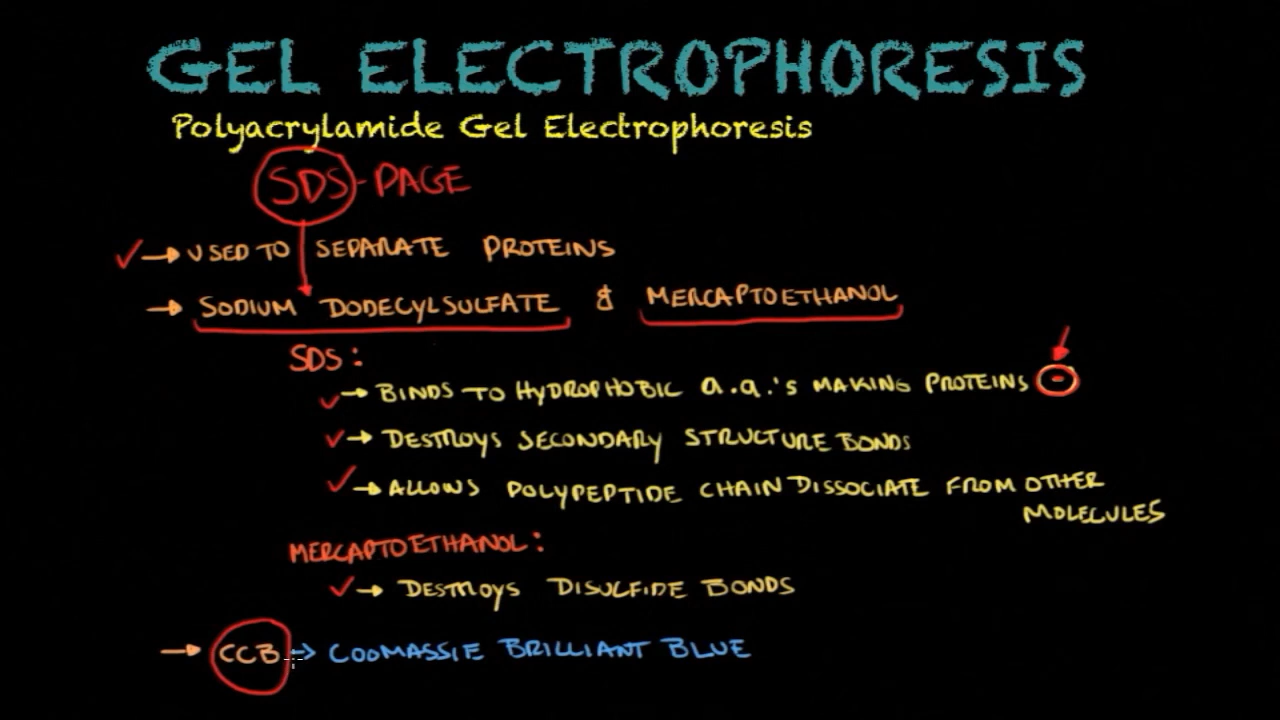 GEL ELECTROPHORESIS
Polyacrylamide Gel Electrophoresis
SDS-PAGE
✓ → USED TO SEPARATE PROTEINS
→ SODIUM DODECYLSULFATE & MERCAPTOETHANOL
SDS:
✓ → BINDS TO HYDROPHOBIC a.a.'s MAKING PROTEINS -
✓ → DESTROYS SECONDARY STRUCTURE BONDS
✓ → ALLOWS POLYPEPTIDE CHAIN DISSOCIATE FROM OTHER
MOLECULES
MERCAPTOETHANOL:
✓ → DESTROYS DISULFIDE BONDS
→ CCB → COOMASSIE BRILLIANT BLUE